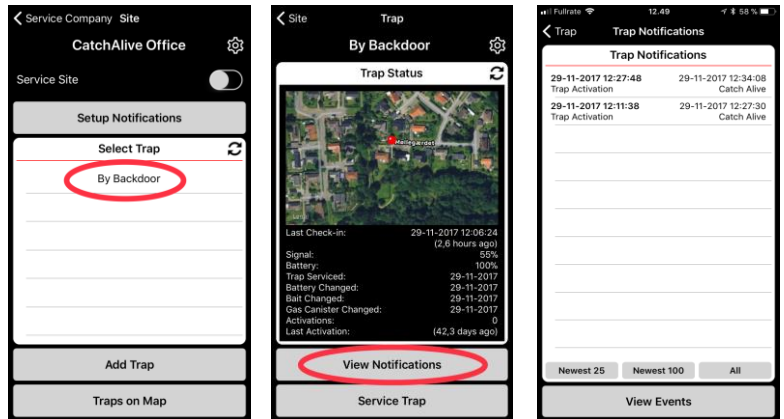 Service Company Site
CatchAlive Office
Service Site
Setup Notifications
Select Trap
By Backdoor
Add Trap
Traps on Map
Site Trap
By Backdoor
Trap Status
Møllegærdet
Legal
Last Check-in: 29-11-2017 12:06:24
(2,6 hours ago)
Signal: 55%
Battery: 100%
Trap Serviced: 29-11-2017
Battery Changed: 29-11-2017
Bait Changed: 29-11-2017
Gas Canister Changed: 29-11-2017
Activations: 0
Last Activation: (42,3 days ago)
View Notifications
Service Trap
Fullrate 12.49 58 %
Trap Trap Notifications
Trap Notifications
29-11-2017 12:27:48 29-11-2017 12:34:08
Trap Activation Catch Alive
29-11-2017 12:11:38 29-11-2017 12:27:30
Trap Activation Catch Alive
Newest 25 Newest 100 All
View Events